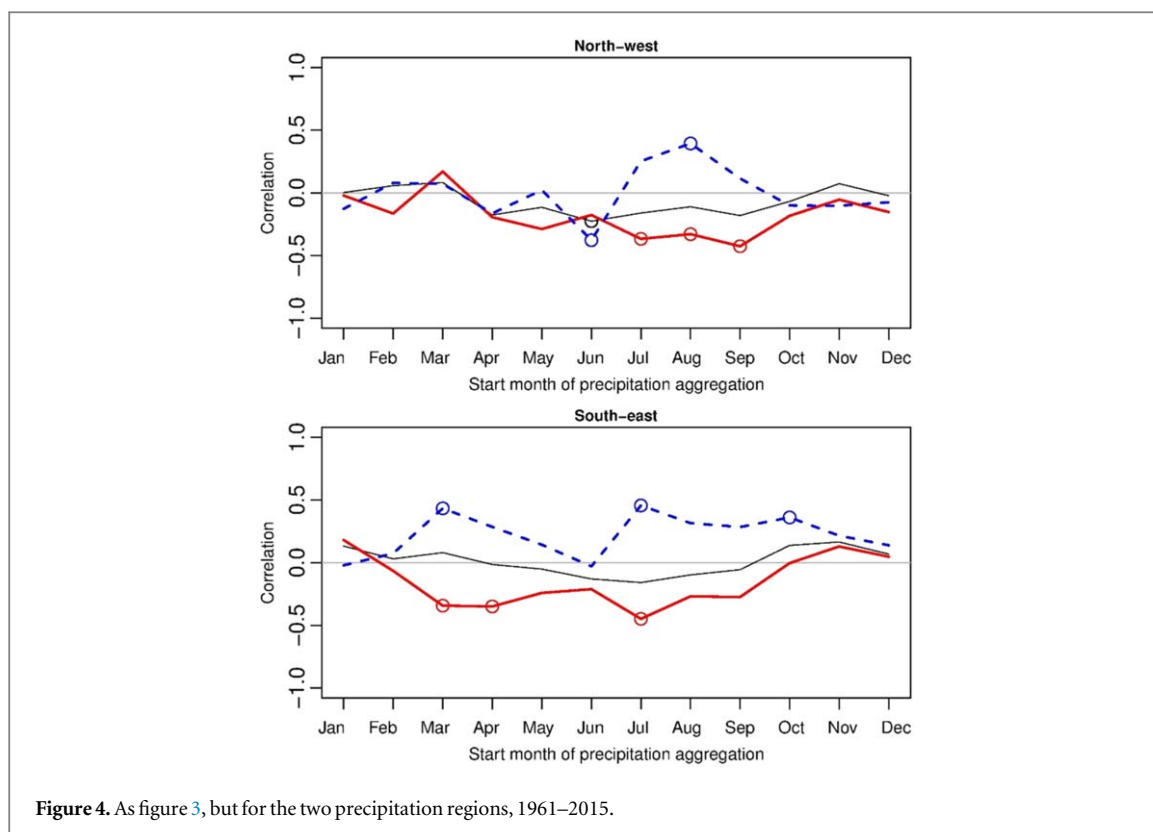 North-west
1.0
0.5
0.0
-0.5
-1.0
Correlation
Jan Feb Mar Apr May Jun Jul Aug Sep Oct Nov Dec
Start month of precipitation aggregation
South-east
1.0
0.5
0.0
-0.5
-1.0
Correlation
Jan Feb Mar Apr May Jun Jul Aug Sep Oct Nov Dec
Start month of precipitation aggregation
Figure 4. As figure 3, but for the two precipitation regions, 1961–2015.